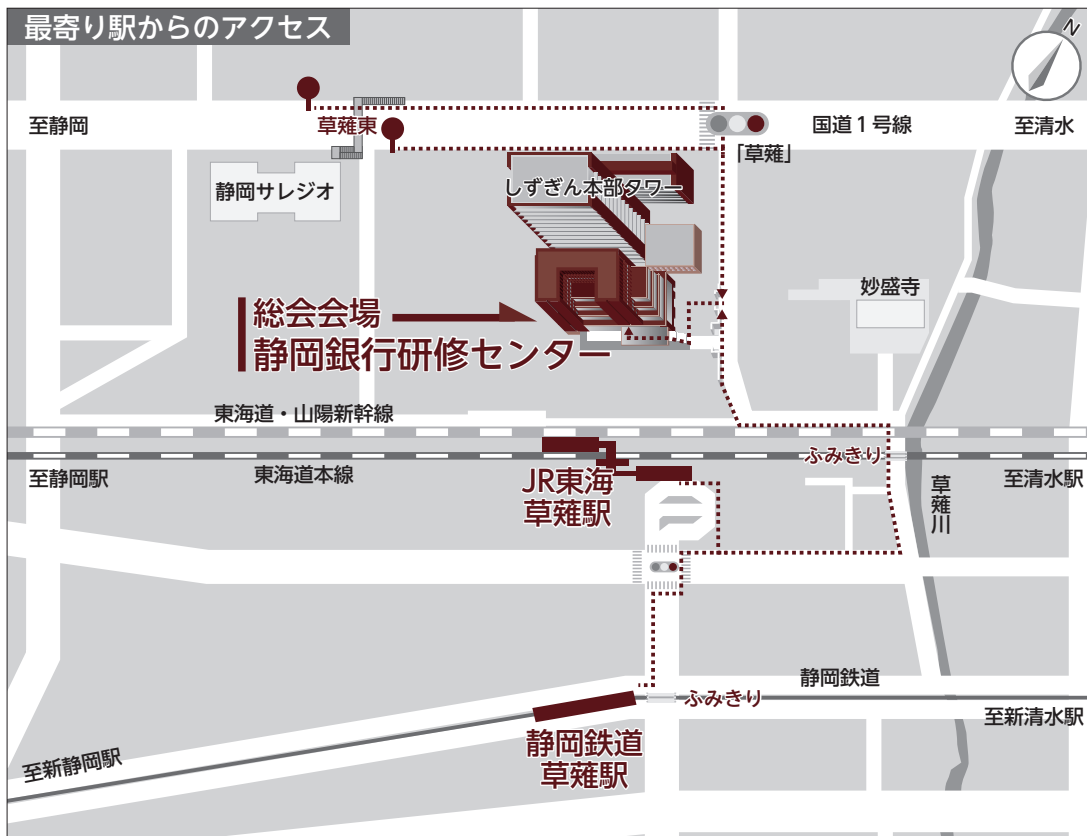 最寄り駅からのアクセス
N
至静岡
草薙東
国道1号線
至清水
「草薙」
静岡サレジオ
しずぎん本部タワー
妙盛寺
総会会場
静岡銀行研修センター
東海道・山陽新幹線
ふみきり
至静岡駅
東海道本線
至清水駅
JR東海
草薙駅
草薙川
静岡鉄道
ふみきり
至新清水駅
静岡鉄道
草薙駅
至新静岡駅